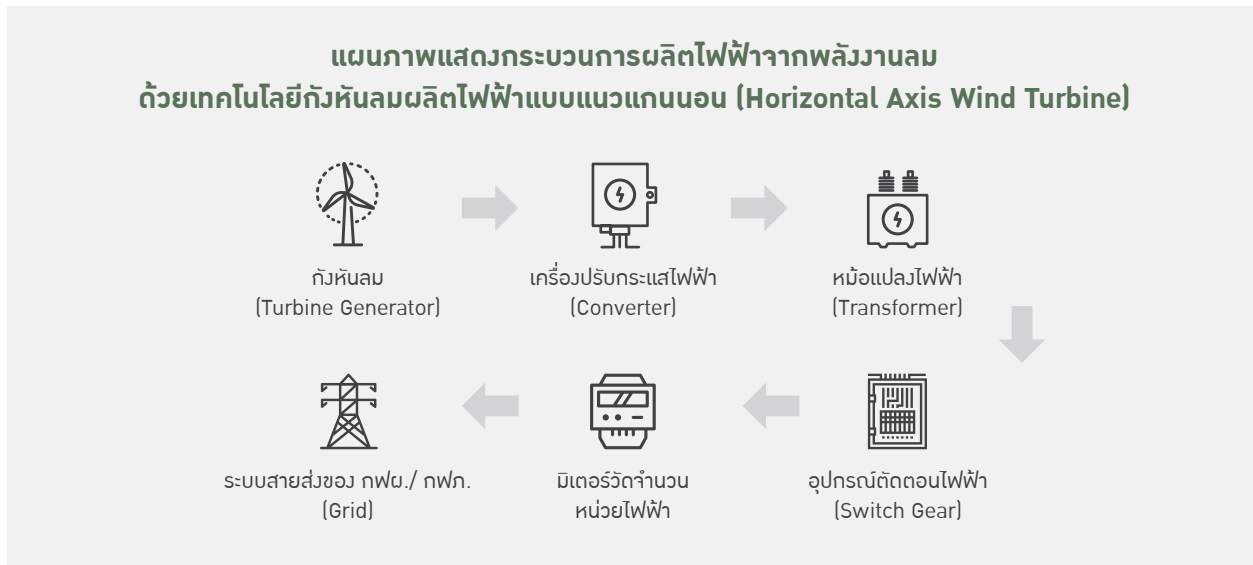 แผนภาพแสดงกระบวนการผลิตไฟฟ้าจากพลังงานลม
ด้วยเทคโนโลยีกังหันลมผลิตไฟฟ้าแบบแนวแกนนอน (Horizontal Axis Wind Turbine)
กังหันลม
(Turbine Generator)
เครื่องปรับกระแสไฟฟ้า
(Converter)
หม้อแปลงไฟฟ้า
(Transformer)
อุปกรณ์ตัดตอนไฟฟ้า
(Switch Gear)
มิเตอร์วัดจำนวน
หน่วยไฟฟ้า
ระบบสายส่งของ กฟผ./ กฟภ.
(Grid)